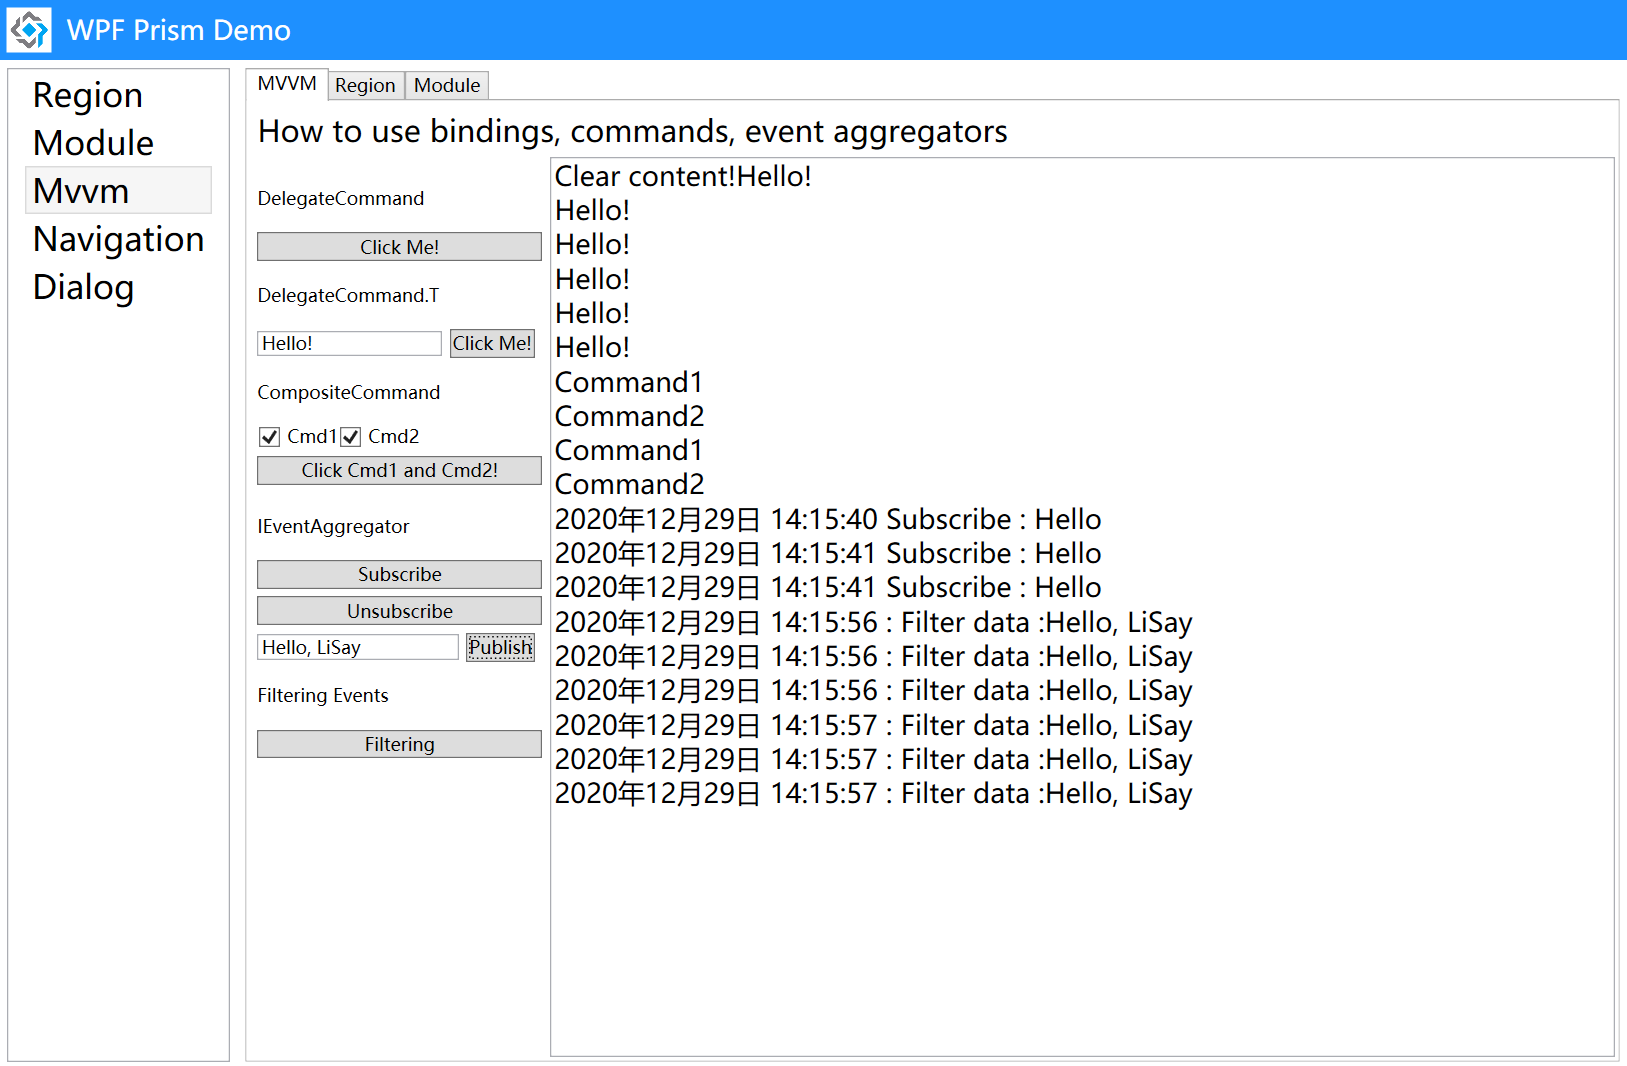 WPF Prism Demo
Region
Module
Mvvm
Navigation
Dialog
MVVM
Region
Module
How to use bindings, commands, event aggregators
DelegateCommand
Click Me!
DelegateCommand.T
Hello!
Click Me!
CompositeCommand
Cmd1
Cmd2
Click Cmd1 and Cmd2!
IEventAggregator
Subscribe
Unsubscribe
Hello, LiSay
Publish
Filtering Events
Filtering
Clear content!Hello!
Hello!
Hello!
Hello!
Hello!
Hello!
Command1
Command2
Command1
Command2
2020年12月29日 14:15:40 Subscribe : Hello
2020年12月29日 14:15:41 Subscribe : Hello
2020年12月29日 14:15:41 Subscribe : Hello
2020年12月29日 14:15:56 : Filter data :Hello, LiSay
2020年12月29日 14:15:56 : Filter data :Hello, LiSay
2020年12月29日 14:15:56 : Filter data :Hello, LiSay
2020年12月29日 14:15:57 : Filter data :Hello, LiSay
2020年12月29日 14:15:57 : Filter data :Hello, LiSay
2020年12月29日 14:15:57 : Filter data :Hello, LiSay